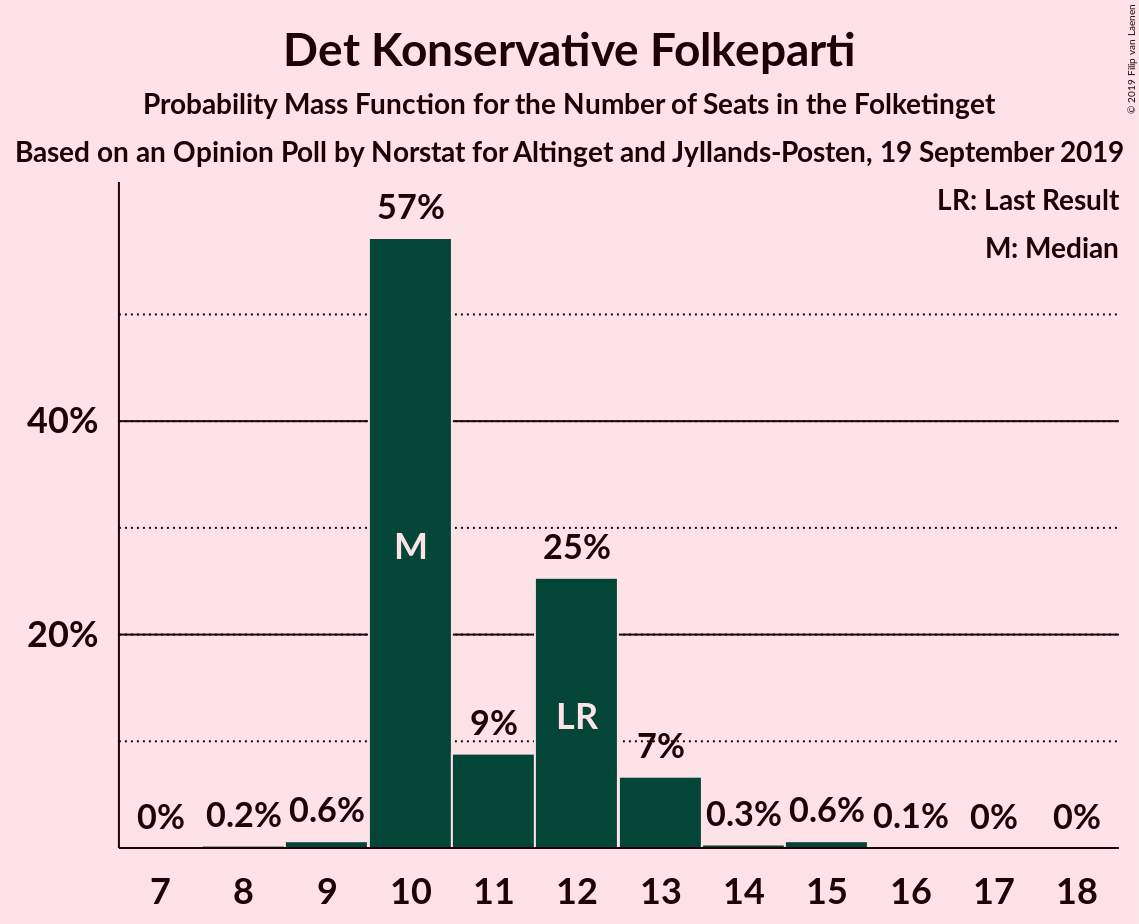 Det Konservative Folkeparti
Probability Mass Function for the Number of Seats in the Folketinget
Based on an Opinion Poll by Norstat for Altinget and Jyllands-Posten, 19 September 2019
© 2019 Filip van Laenen
LR: Last Result
M: Median
57%
40%
M
25%
20%
LR
9%
7%
0%
0.2%
0.6%
0.3%
0.6%
0.1%
0%
0%
7 8 9 10 11 12 13 14 15 16 17 18